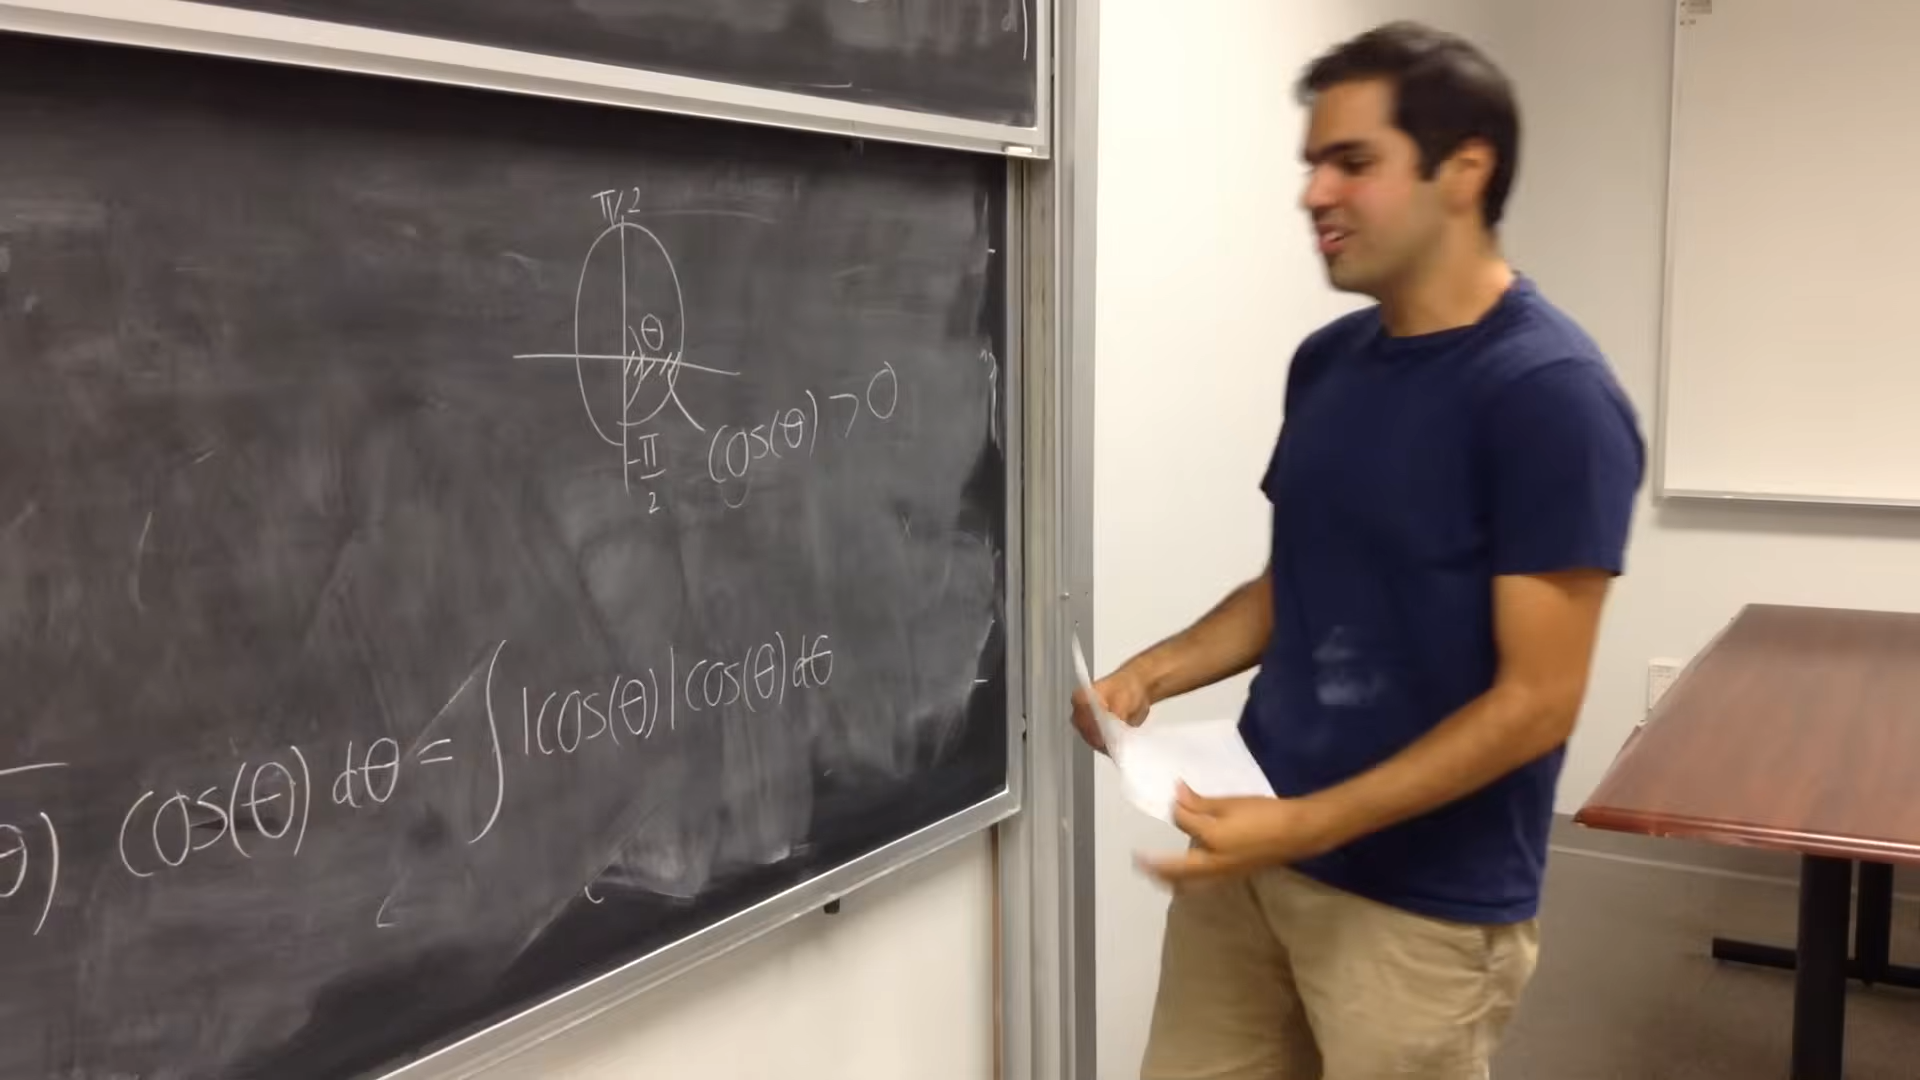 π/2
θ
cos(θ) > 0
-π/2
θ) cos(θ) dθ = ∫ |cos(θ)| cos(θ) dθ